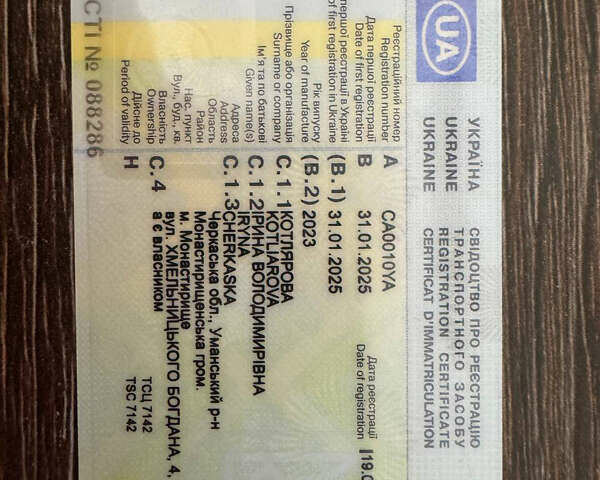 UA
УКРАЇНА СВІДОЦТВО ПРО РЕЄСТРАЦІЮ
UKRAINE ТРАНСПОРТНОГО ЗАСОБУ
UKRAINE REGISTRATION CERTIFICATE
CERTIFICAT D'IMMATRICULATION
Реєстраційний номер
Registration number A CA0010YA
Дата першої реєстрації Дата реєстрації
Date of first registration B 31.01.2025 Date of registration
першої реєстрації в Україні
of first registration in Ukraine (B.1) 31.01.2025
Рік випуску
Year of manufacture (B.2) 2023
Прізвище або організація C.1.1 КОТЛЯРОВА
Surname or company KOTLIAROVA
Ім'я та по батькові C.1.2 ІРИНА ВОЛОДИМИРІВНА
Given name(s) IRYNA
Адреса C.1.3 CHERKASKA
Address
Область Черкаська обл., Уманський р-н
Район Монастирищенська гром.
Нас. пункт м. Монастирище
Вул., буд., кв. вул. ХМЕЛЬНИЦЬКОГО БОГДАНА, 4,
Власність C.4 а є власником
Ownership
Дійсне до ТСЦ 7142
Period of validity H TSC 7142
СТІ № 088286